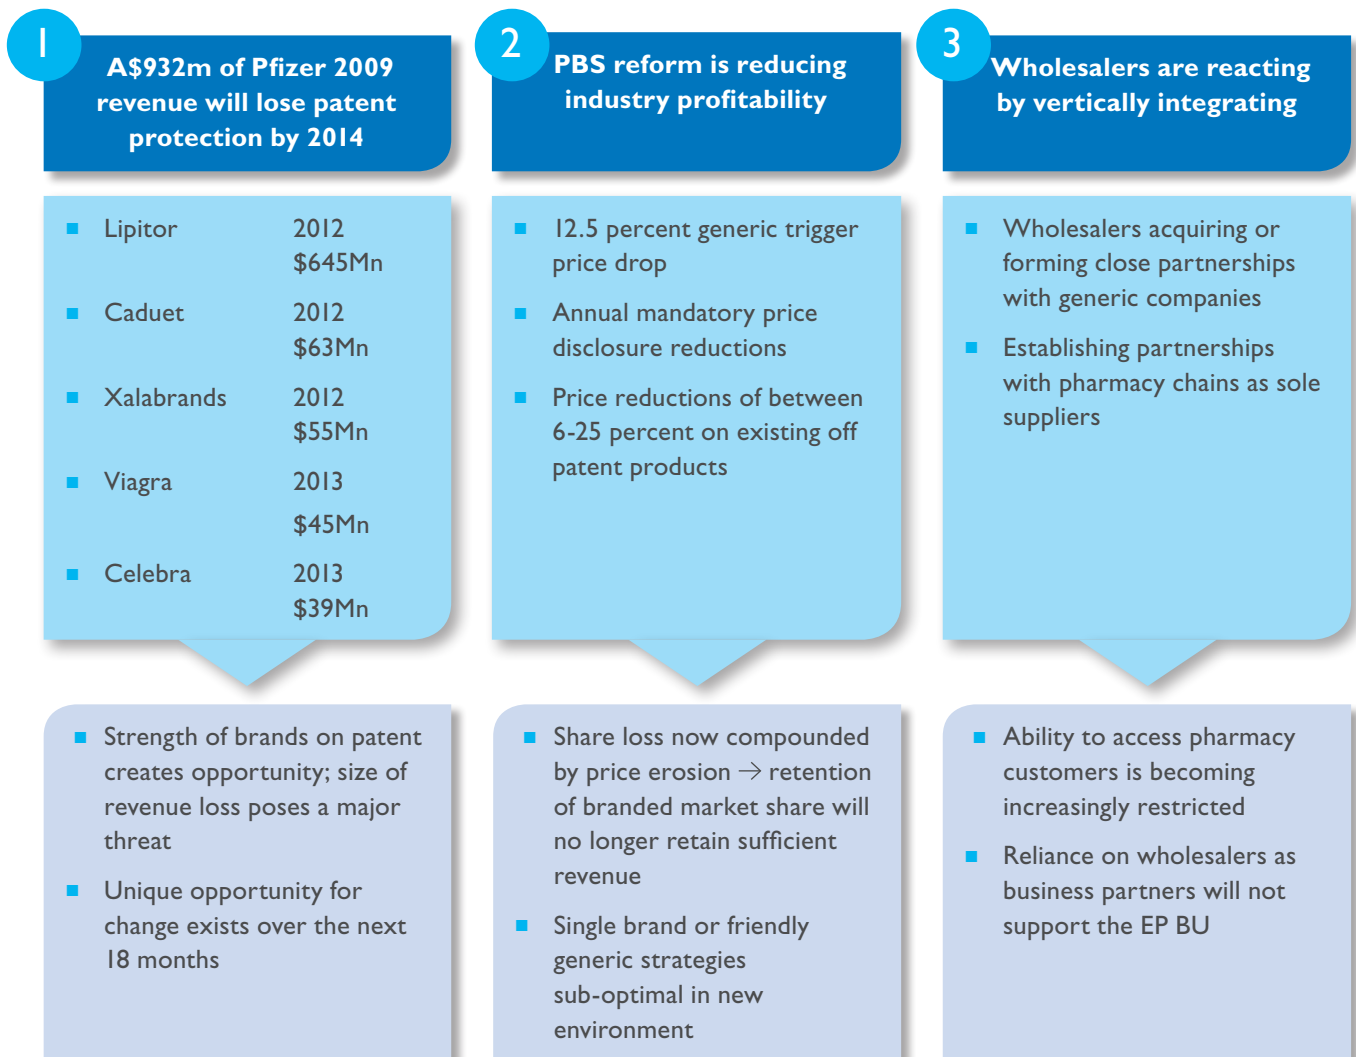 1
A$932m of Pfizer 2009
revenue will lose patent
protection by 2014
Lipitor 2012
$645Mn
Caduet 2012
$63Mn
Xalabrands 2012
$55Mn
Viagra 2013
$45Mn
Celebra 2013
$39Mn
Strength of brands on patent
creates opportunity; size of
revenue loss poses a major
threat
Unique opportunity for
change exists over the next
18 months
2
PBS reform is reducing
industry profitability
12.5 percent generic trigger
price drop
Annual mandatory price
disclosure reductions
Price reductions of between
6-25 percent on existing off
patent products
Share loss now compounded
by price erosion → retention
of branded market share will
no longer retain sufficient
revenue
Single brand or friendly
generic strategies
sub-optimal in new
environment
3
Wholesalers are reacting
by vertically integrating
Wholesalers acquiring or
forming close partnerships
with generic companies
Establishing partnerships
with pharmacy chains as sole
suppliers
Ability to access pharmacy
customers is becoming
increasingly restricted
Reliance on wholesalers as
business partners will not
support the EP BU